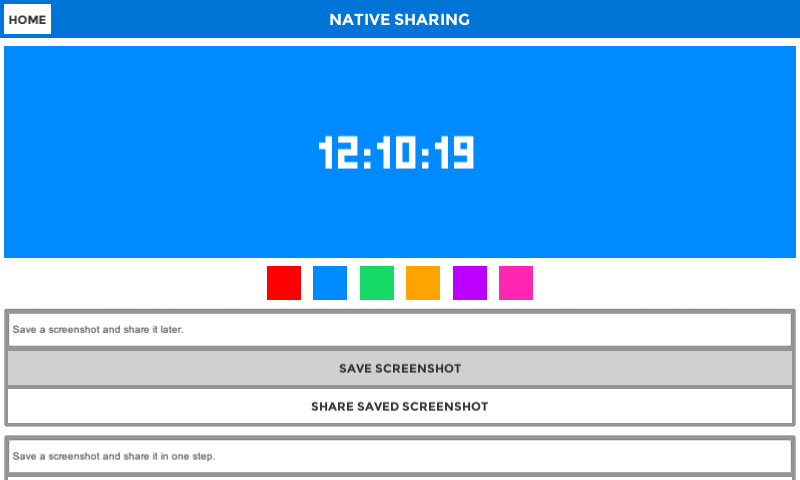 HOME
NATIVE SHARING
12:10:19
Save a screenshot and share it later.
SAVE SCREENSHOT
SHARE SAVED SCREENSHOT
Save a screenshot and share it in one step.